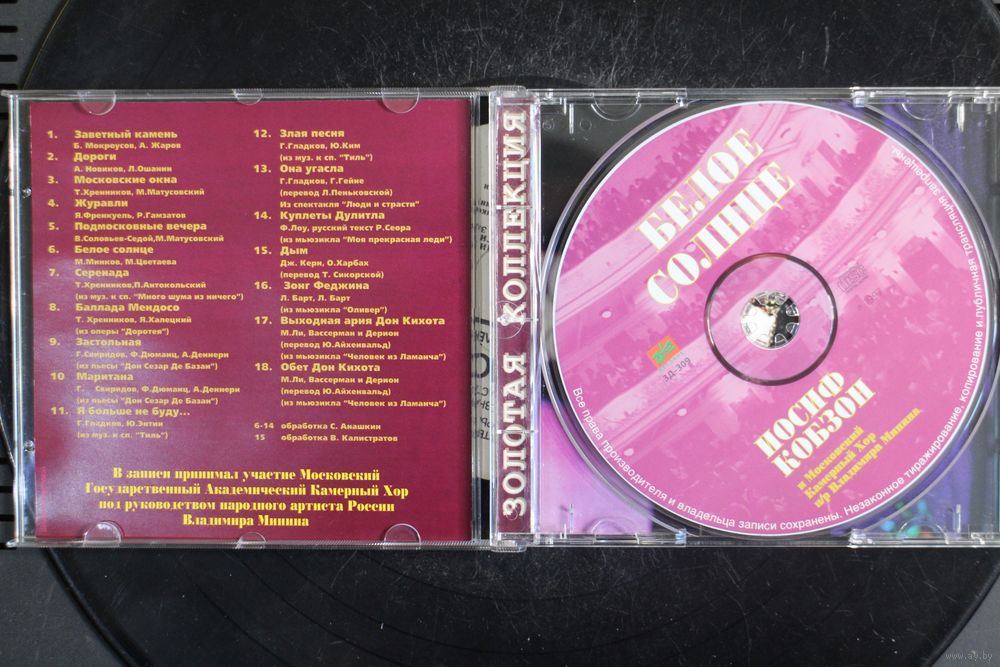 1. Заветный камень
Б. Мокроусов, А. Жаров
2. Дороги
А. Новиков, Л.Ошанин
3. Московские окна
Т.Хренников, М.Матусовский
4. Журавли
Я.Френкуель, Р.Гамзатов
5. Подмосковные вечера
В.Соловьев-Седой,М.Матусовский
6. Белое солнце
М.Минков, М.Цветаева
7. Серенада
Т.Хренников,П.Антокольский
(из муз. к сп. "Много шума из ничего")
8. Баллада Мендосо
Т. Хренников, Я.Халецкий
(из оперы "Доротея")
9. Застольная
Г.Свиридов, Ф.Дюманц, А.Деннери
(из пьесы "Дон Сезар Де Базан")
10 Маритана
Г. Свиридов, Ф.Дюманц, А.Деннери
(из пьесы "Дон Сезар Де Базан")
11. Я больше не буду...
Г.Гладков, Ю.Энтин
(из муз. к сп. "Тиль")
12. Злая песня
Г.Гладков, Ю.Ким
(из муз. к сп. "Тиль")
13. Она угасла
Г.Гладков, Г.Гейне
(перевод Л.Пеньковской)
Из спектакля "Люди и страсти"
14. Куплеты Дулитла
Ф.Лоу, русский текст Р.Сеора
(из мьюзикла "Моя прекрасная леди")
15. Дым
Дж. Керн, О.Харбах
(перевод Т. Сикорской)
16. Зонг Феджина
Л. Барт, Л. Барт
(из мьюзикла "Оливер")
17. Выходная ария Дон Кихота
М.Ли, Вассерман и Дерион
(перевод Ю.Айхенвальд)
(из мьюзикла "Человек из Ламанча")
18. Обет Дон Кихота
М.Ли, Вассерман и Дерион
(перевод Ю.Айхенвальд)
(из мьюзикла "Человек из Ламанча")
6-14 обработка С. Анашкин
15 обработка В. Калистратов
В записи принимал участие Московский
Государственный Академический Камерный Хор
под руководством народного артиста России
Владимира Минина
ЗОЛОТАЯ КОЛЛЕКЦИЯ
БЕЛОЕ
СОЛНЦЕ
ЗД-309
ИОСИФ
КОБЗОН
и Московский
Камерный Хор
п/р Владимира Минина
Все права производителя и владельца записи сохранены. Незаконное тиражирование, копирование и публичная трансляция запрещены.
www.ay.by